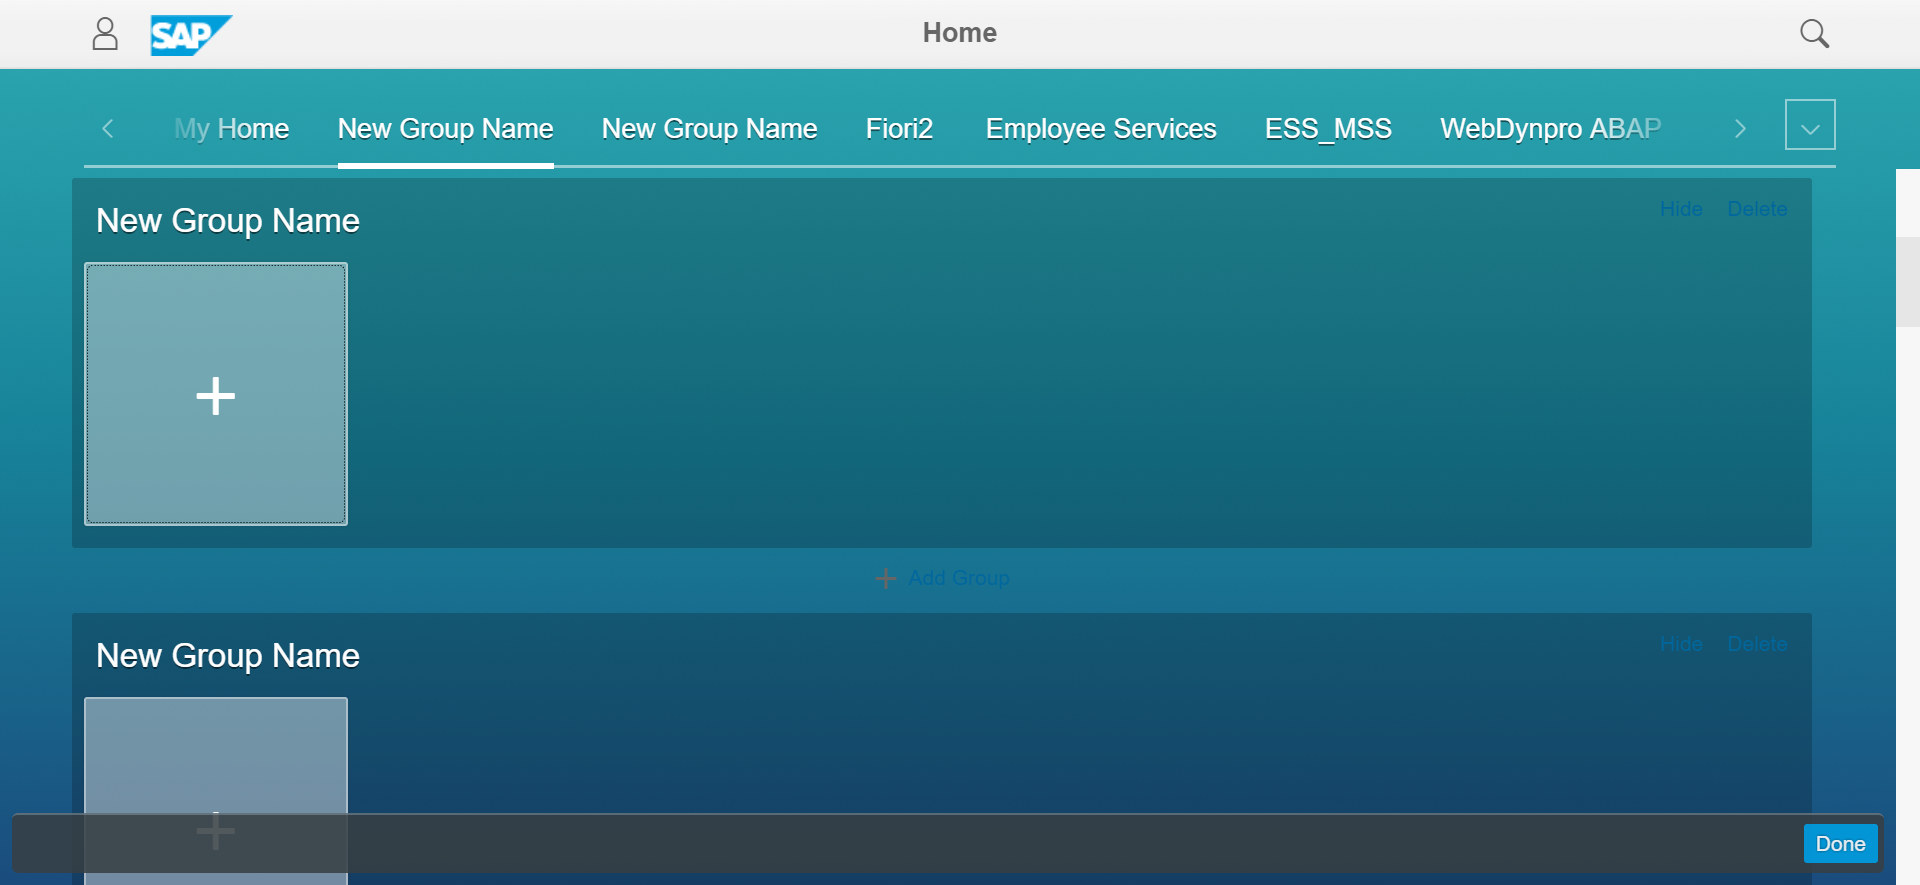 SAP
Home
My Home
New Group Name
New Group Name
Fiori2
Employee Services
ESS_MSS
WebDynpro ABAP
New Group Name
Hide
Delete
Add Group
New Group Name
Hide
Delete
Done